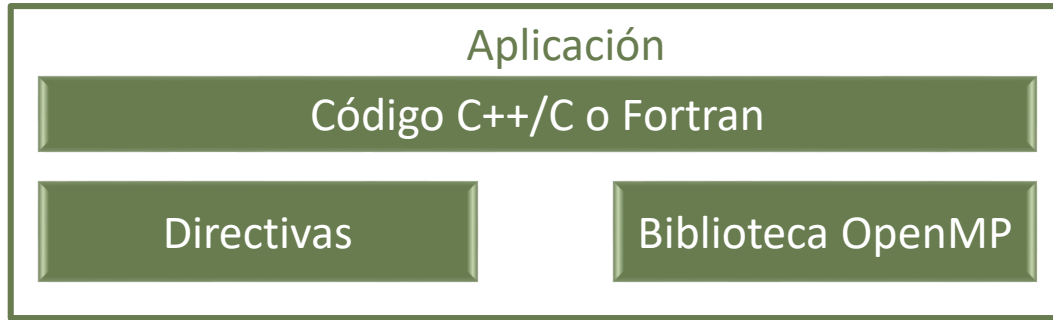 Aplicación
Código C++/C o Fortran
Directivas
Biblioteca OpenMP